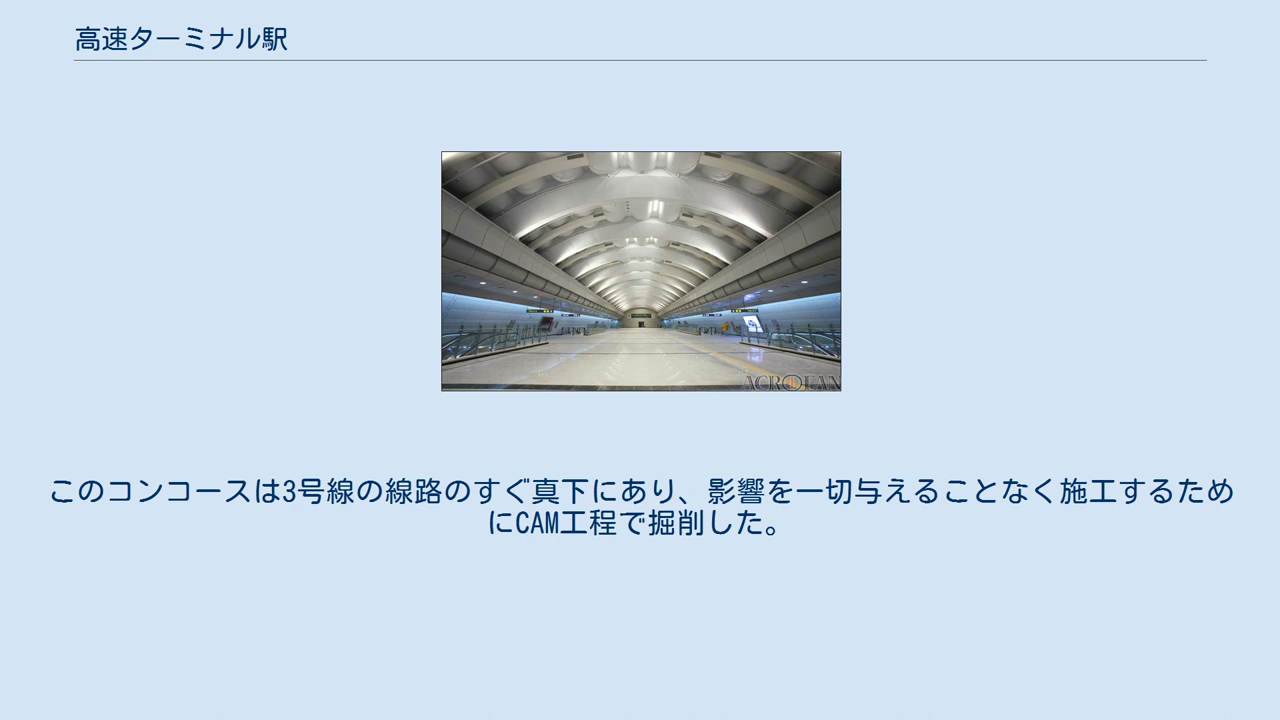 高速ターミナル駅
ACROFAN
このコンコースは3号線の線路のすぐ真下にあり、影響を一切与えることなく施工するため
にCAM工程で掘削した。